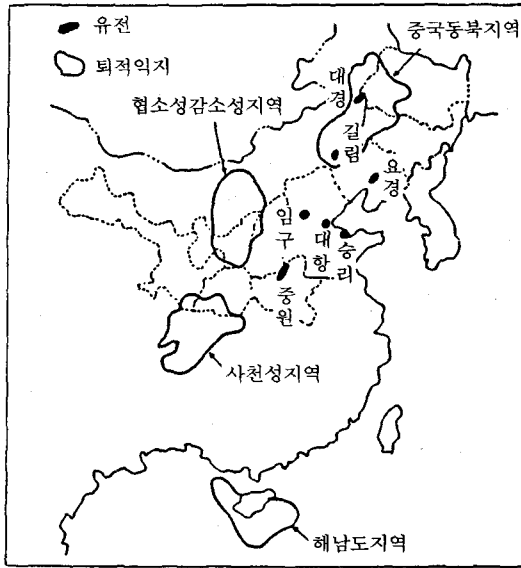 유전
퇴적익지
중국동북지역
협소성감소성지역
대경
길림
요경
임구
대항
승리
중원
사천성지역
해남도지역